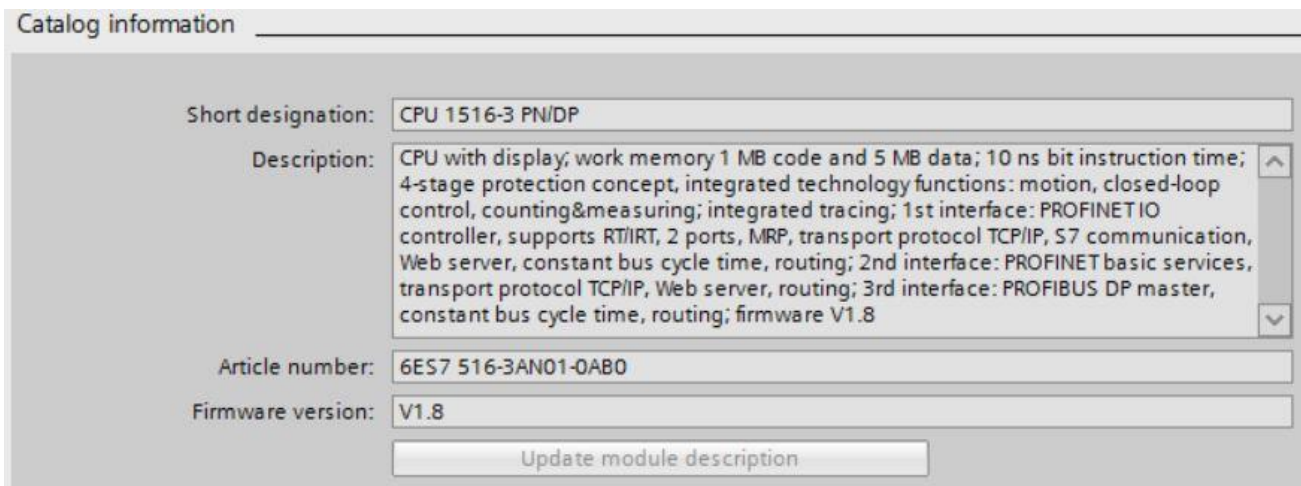 Catalog information
Short designation: CPU 1516-3 PN/DP
Description: CPU with display; work memory 1 MB code and 5 MB data; 10 ns bit instruction time;
4-stage protection concept, integrated technology functions: motion, closed-loop
control, counting&measuring; integrated tracing; 1st interface: PROFINET IO
controller, supports RT/IRT, 2 ports, MRP, transport protocol TCP/IP, S7 communication,
Web server, constant bus cycle time, routing; 2nd interface: PROFINET basic services,
transport protocol TCP/IP, Web server, routing; 3rd interface: PROFIBUS DP master,
constant bus cycle time, routing; firmware V1.8
Article number: 6ES7 516-3AN01-0AB0
Firmware version: V1.8
Update module description